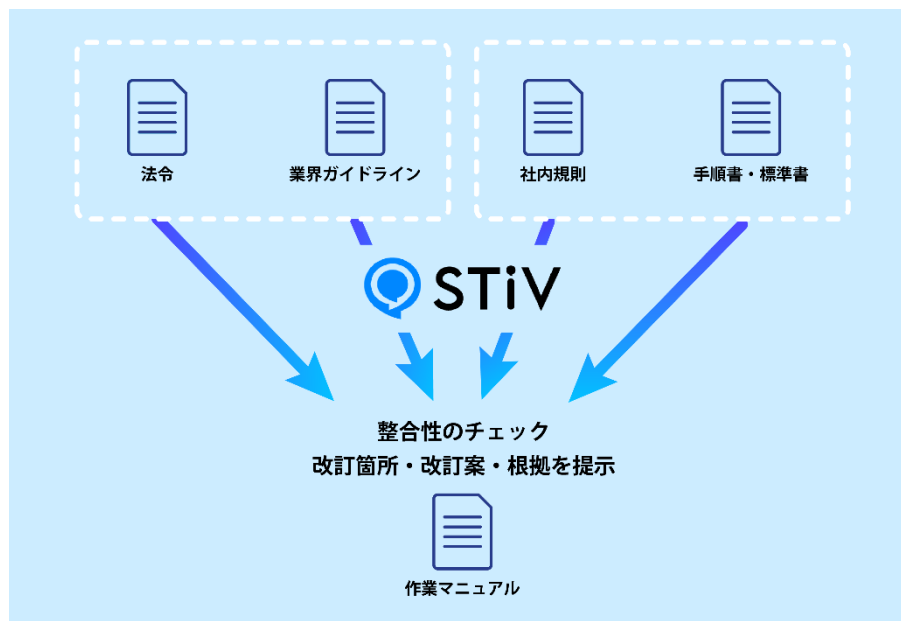 法令
業界ガイドライン
社内規則
手順書・標準書
STiV
整合性のチェック
改訂箇所・改訂案・根拠を提示
作業マニュアル